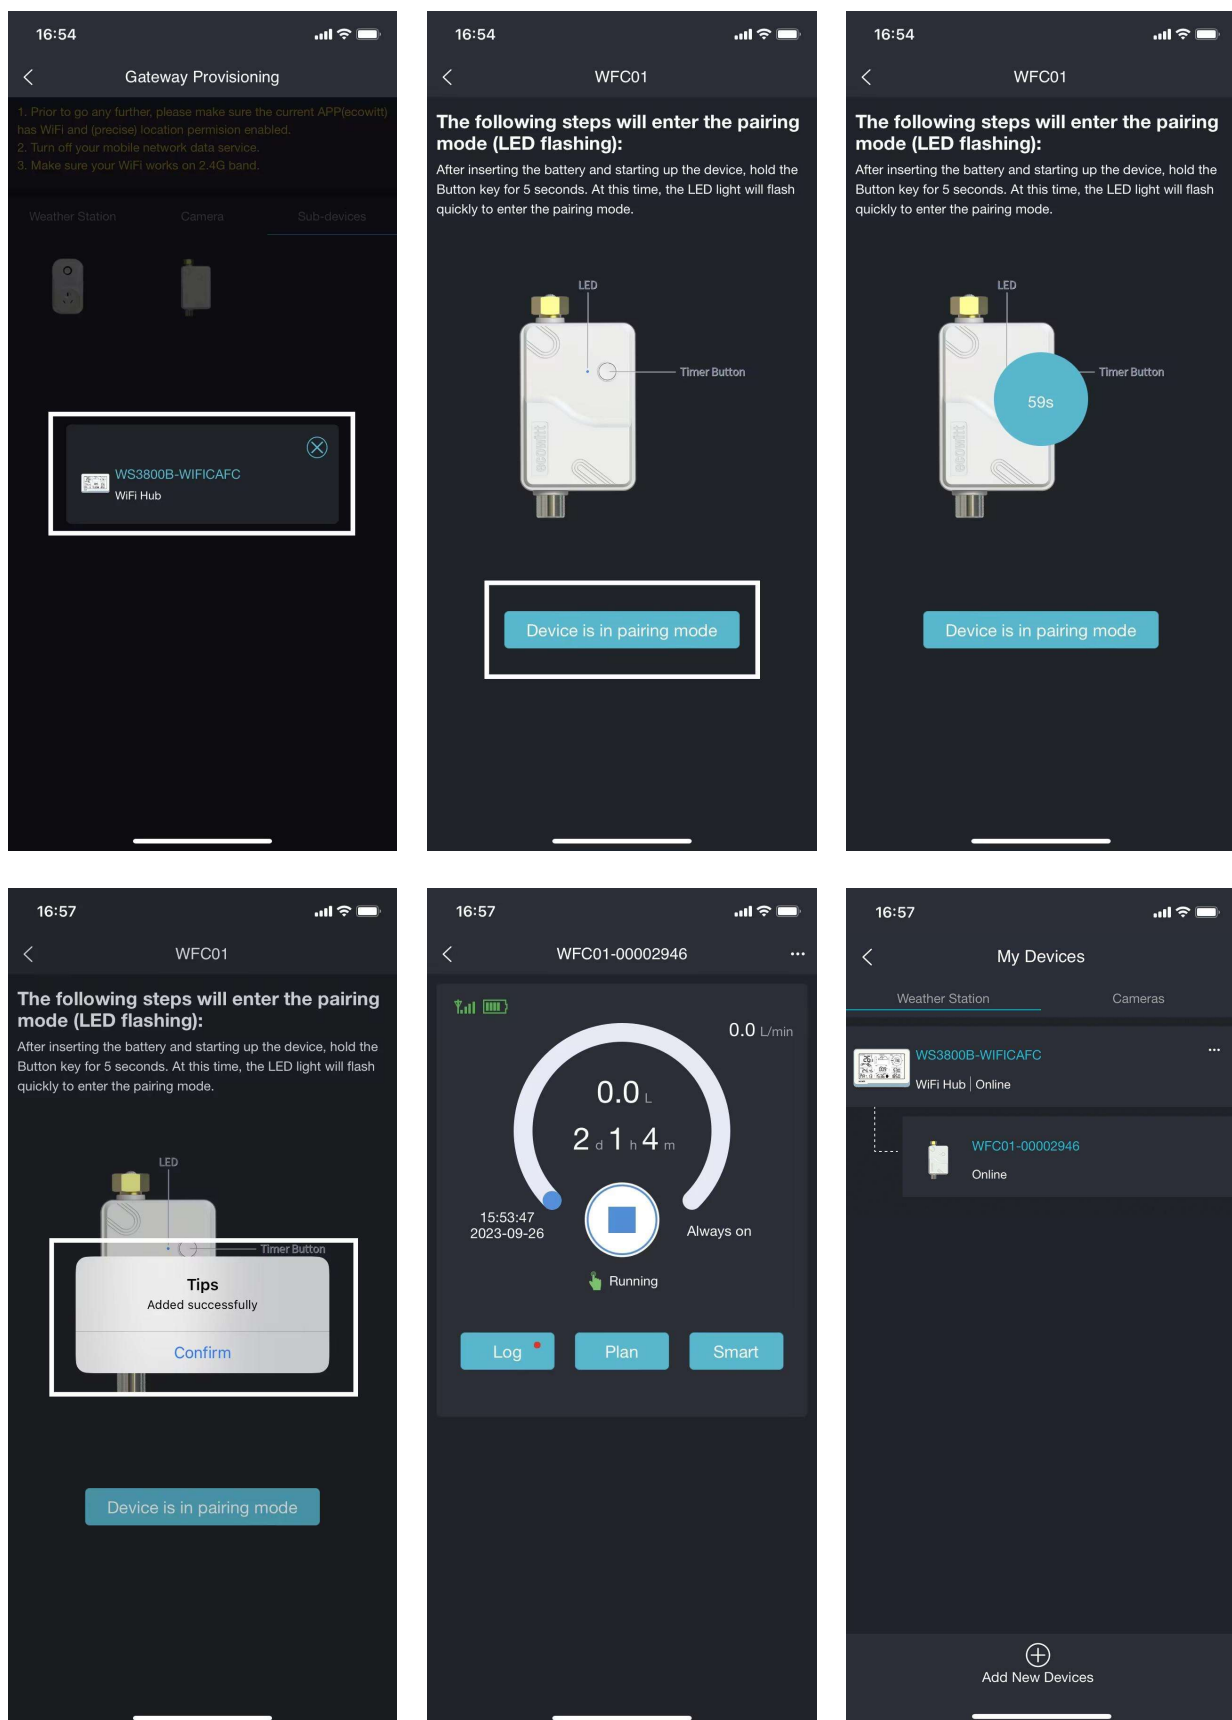 16:54
Gateway Provisioning
1. Prior to go any further, please make sure the current APP(ecowitt)
has WiFi and (precise) location permision enabled.
2. Turn off your mobile network data service.
3. Make sure your WiFi works on 2.4G band.
Weather Station
Camera
Sub-devices
WS3800B-WIFICAFC
WiFi Hub
16:54
WFC01
The following steps will enter the pairing
mode (LED flashing):
After inserting the battery and starting up the device, hold the
Button key for 5 seconds. At this time, the LED light will flash
quickly to enter the pairing mode.
LED
Timer Button
ecowitt
Device is in pairing mode
16:54
WFC01
The following steps will enter the pairing
mode (LED flashing):
After inserting the battery and starting up the device, hold the
Button key for 5 seconds. At this time, the LED light will flash
quickly to enter the pairing mode.
LED
Timer Button
59s
ecowitt
Device is in pairing mode
16:57
WFC01
The following steps will enter the pairing
mode (LED flashing):
After inserting the battery and starting up the device, hold the
Button key for 5 seconds. At this time, the LED light will flash
quickly to enter the pairing mode.
LED
Timer Button
Tips
Added successfully
Confirm
Device is in pairing mode
16:57
WFC01-00002946
0.0 L/min
0.0 L
2 d 1 h 4 m
15:53:47
2023-09-26
Always on
Running
Log
Plan
Smart
16:57
My Devices
Weather Station
Cameras
WS3800B-WIFICAFC
WiFi Hub | Online
WFC01-00002946
Online
Add New Devices